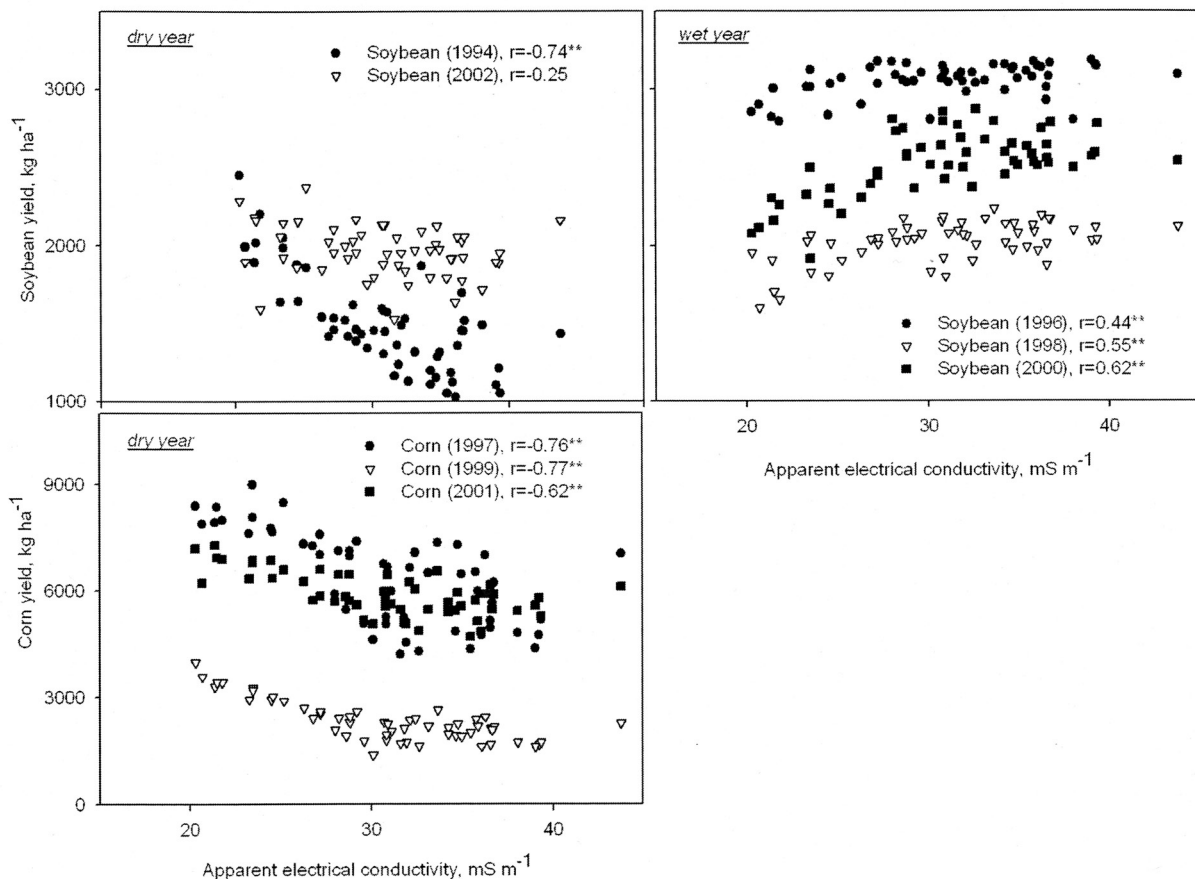 dry year
Soybean (1994), r=-0.74**
Soybean (2002), r=-0.25
3000
2000
1000
Soybean yield, kg ha-1
wet year
Soybean (1996), r=0.44**
Soybean (1998), r=0.55**
Soybean (2000), r=0.62**
20 30 40
Apparent electrical conductivity, mS m-1
dry year
Corn (1997), r=-0.76**
Corn (1999), r=-0.77**
Corn (2001), r=-0.62**
9000
6000
3000
0
Corn yield, kg ha-1
20 30 40
Apparent electrical conductivity, mS m-1